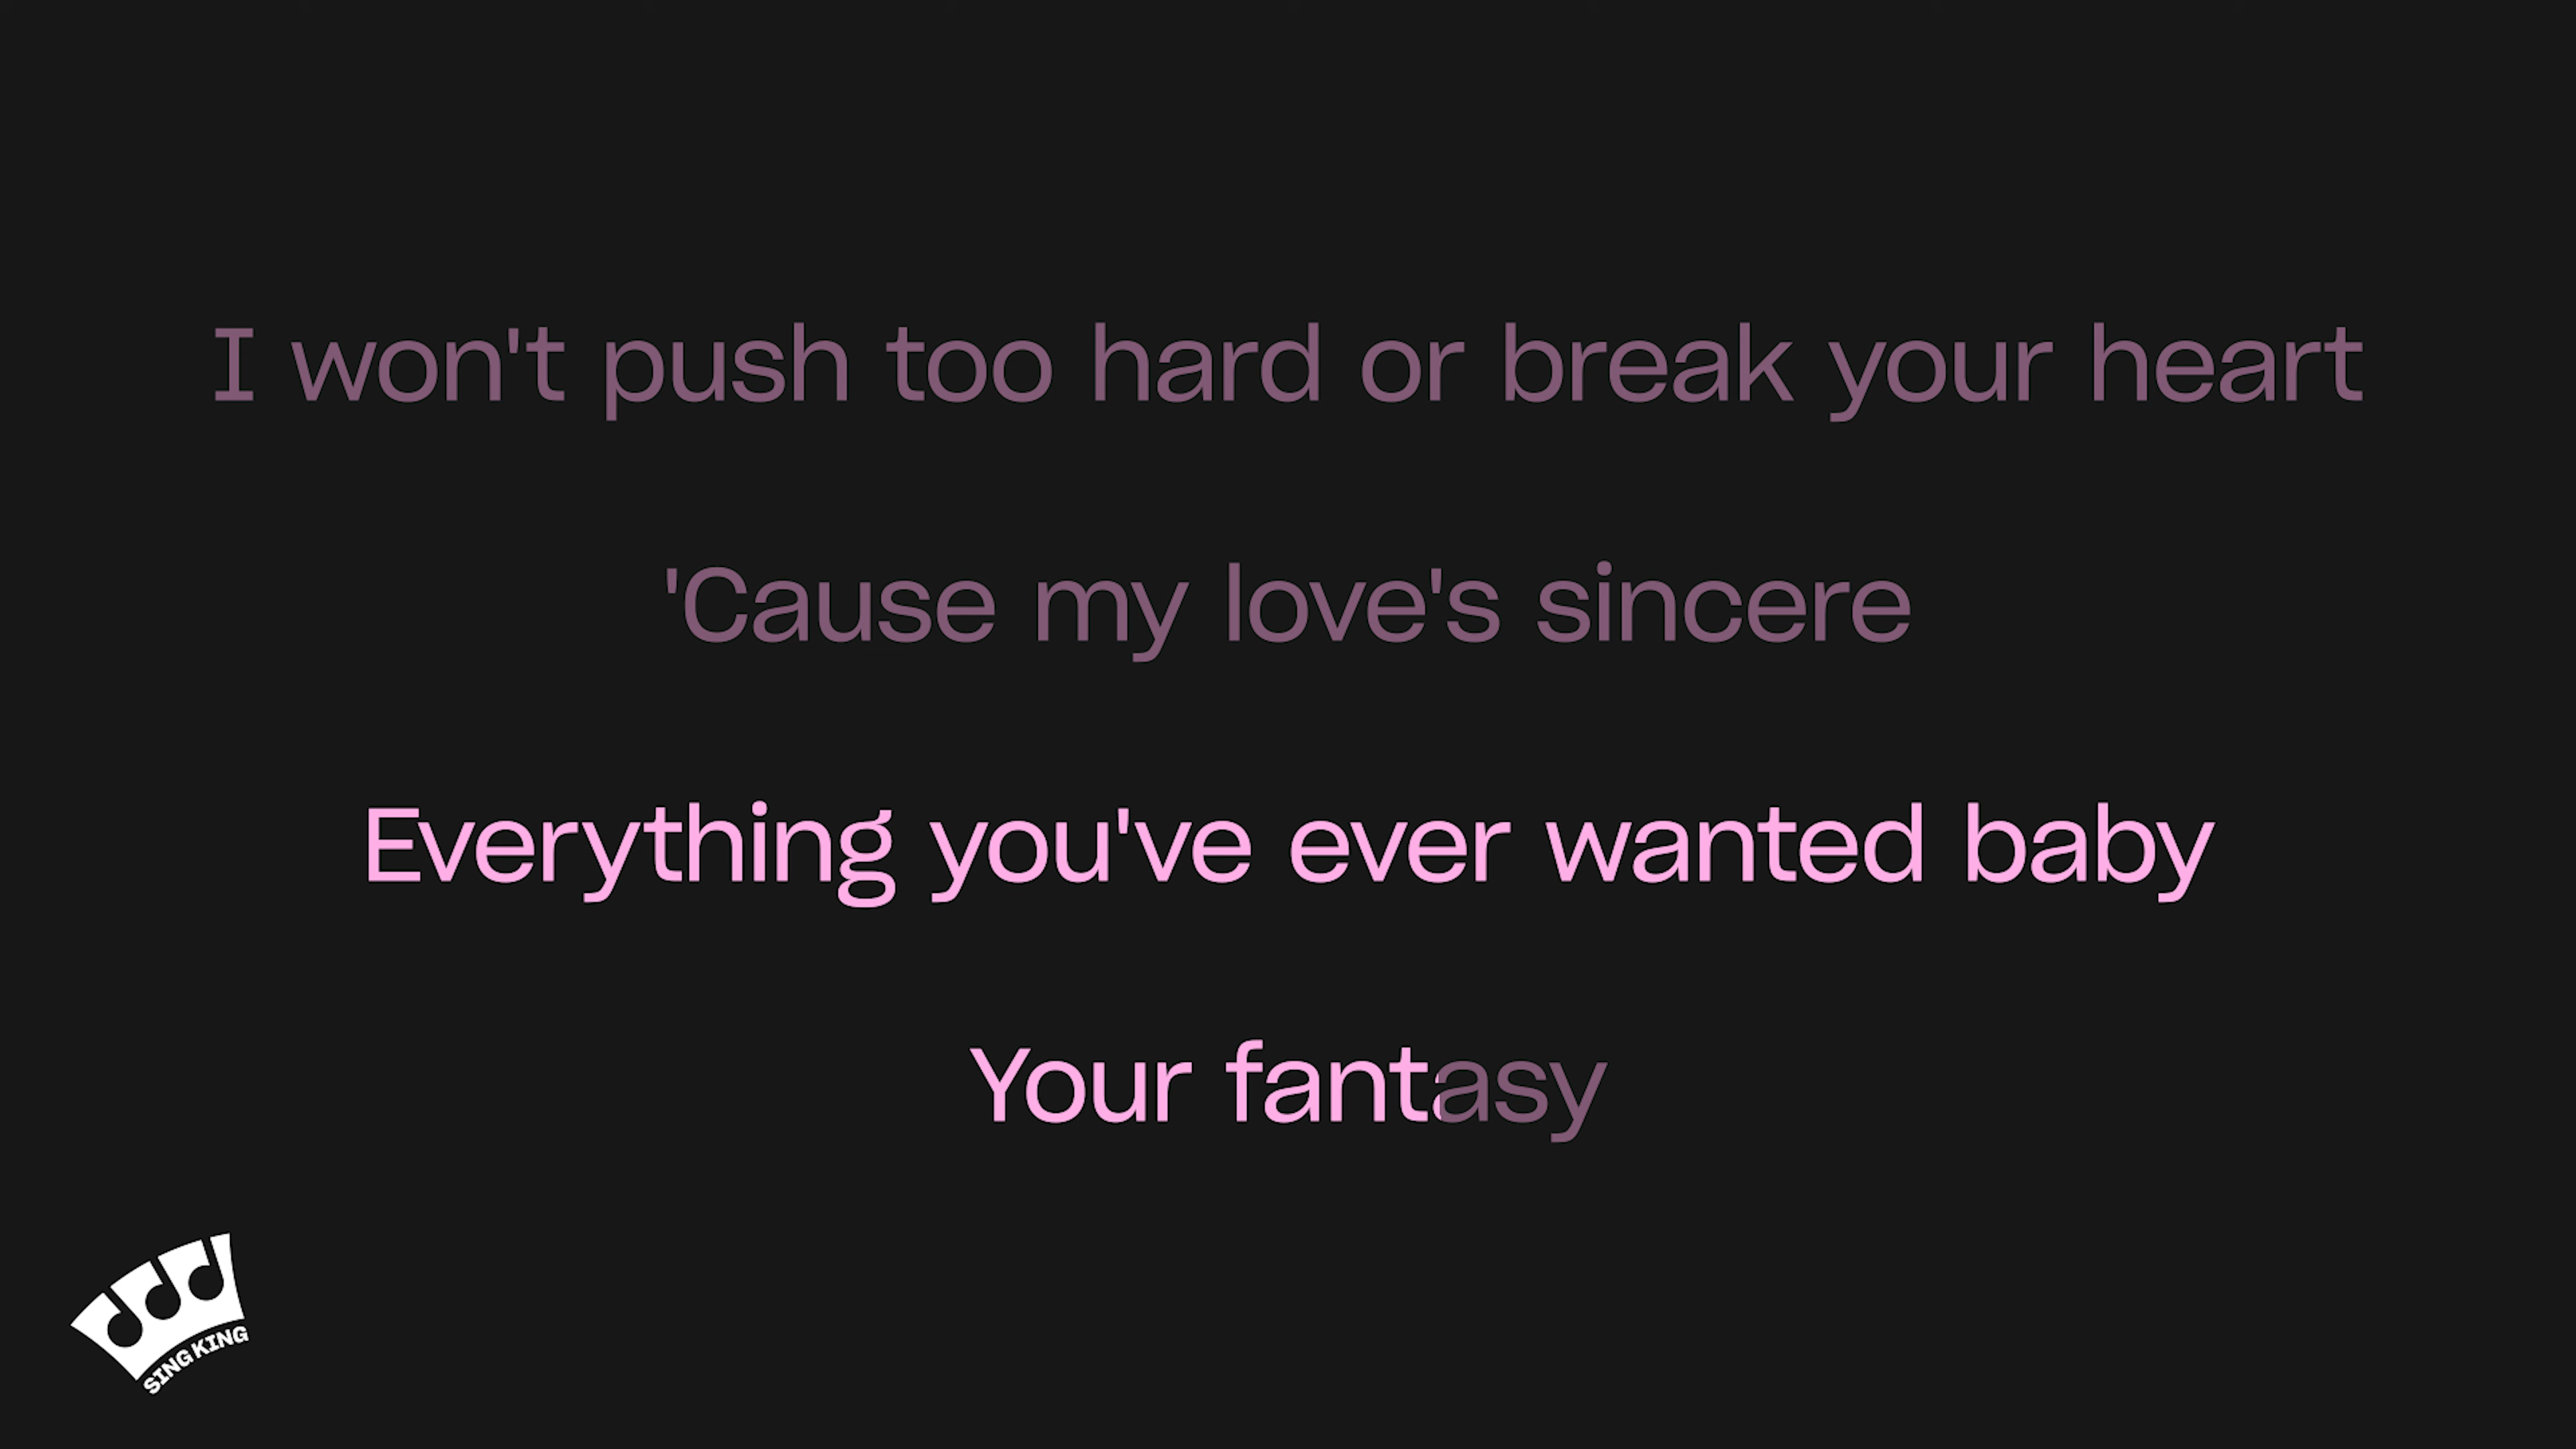 I won't push too hard or break your heart
'Cause my love's sincere
Everything you've ever wanted baby
Your fantasy
SING KING